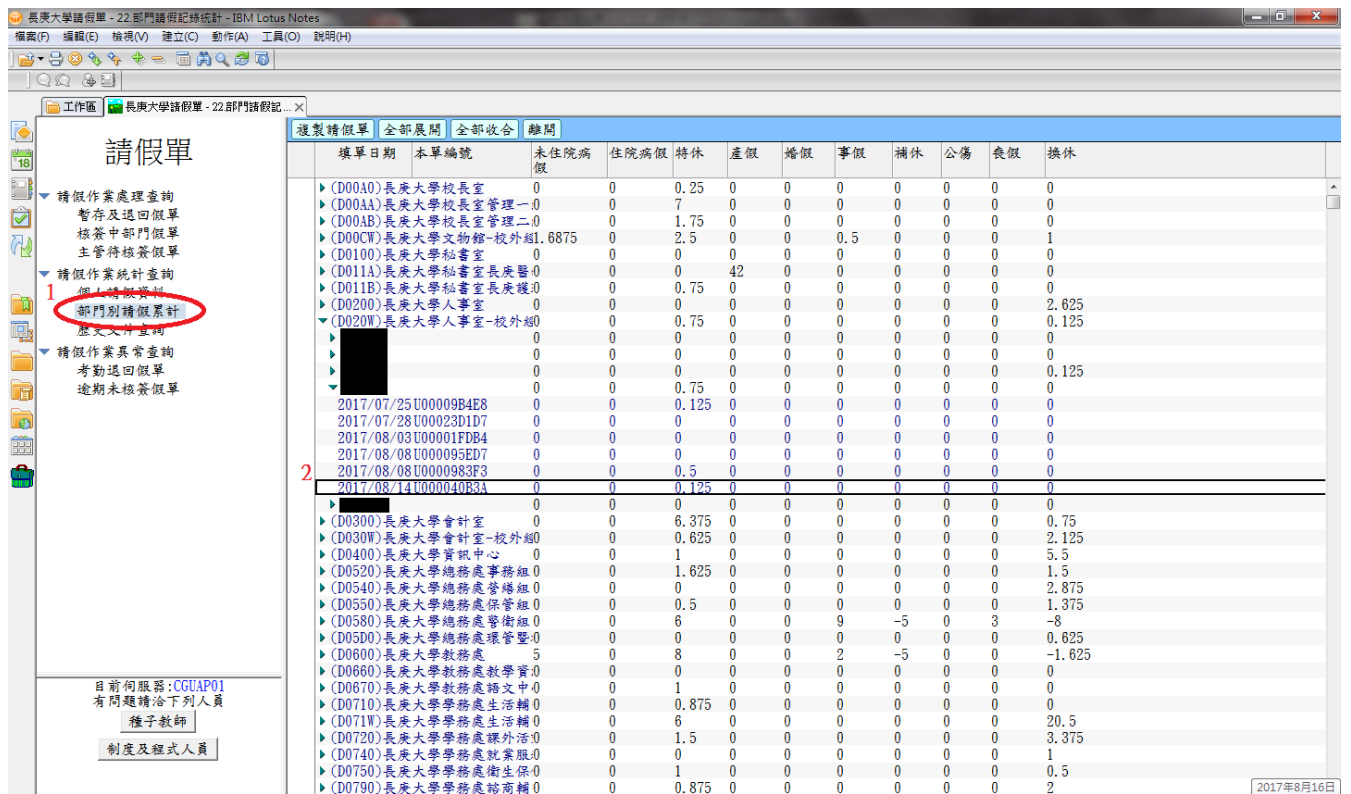 長庚大學請假單 - 22.部門請假記錄統計 - IBM Lotus Notes
檔案(F) 編輯(E) 檢視(V) 建立(C) 動作(A) 工具(O) 說明(H)
工作區 長庚大學請假單 - 22.部門請假記...
請假單
請假作業處理查詢
暫存及退回假單
核簽中部門假單
主管待核簽假單
請假作業統計查詢
1 個人請假資料
部門別請假累計
歷史文件查詢
請假作業異常查詢
考勤退回假單
逾期未核簽假單
目前伺服器:CGUAP01
有問題請洽下列人員
種子教師
制度及程式人員
複製請假單 全部展開 全部收合 離開
填單日期 本單編號 未住院病假 住院病假 特休 產假 婚假 事假 補休 公傷 喪假 換休
(D00A0)長庚大學校長室 0 0 0.25 0 0 0 0 0 0 0
(D00AA)長庚大學校長室管理一 0 0 7 0 0 0 0 0 0 0
(D00AB)長庚大學校長室管理二 0 0 1.75 0 0 0 0 0 0 0
(D00CW)長庚大學文物館-校外組 1.6875 0 2.5 0 0 0.5 0 0 0 1
(D0100)長庚大學秘書室 0 0 0 0 0 0 0 0 0 0
(D011A)長庚大學秘書室長庚醫 0 0 0 42 0 0 0 0 0 0
(D011B)長庚大學秘書室長庚護 0 0 0.75 0 0 0 0 0 0 0
(D0200)長庚大學人事室 0 0 0 0 0 0 0 0 0 2.625
(D020W)長庚大學人事室-校外組 0 0 0.75 0 0 0 0 0 0 0.125
0 0 0 0 0 0 0 0 0 0
0 0 0 0 0 0 0 0 0 0
0 0 0 0 0 0 0 0 0 0.125
0 0 0.75 0 0 0 0 0 0 0
2017/07/25 U00009B4E8 0 0 0.125 0 0 0 0 0 0 0
2017/07/28 U00023D1D7 0 0 0 0 0 0 0 0 0 0
2017/08/03 U00001FDB4 0 0 0 0 0 0 0 0 0 0
2017/08/08 U000095ED7 0 0 0 0 0 0 0 0 0 0
2 2017/08/08 U0000983F3 0 0 0.5 0 0 0 0 0 0 0
2017/08/14 U000040B3A 0 0 0.125 0 0 0 0 0 0 0
0 0 0 0 0 0 0 0 0 0
(D0300)長庚大學會計室 0 0 6.375 0 0 0 0 0 0 0.75
(D030W)長庚大學會計室-校外組 0 0 0.625 0 0 0 0 0 0 2.125
(D0400)長庚大學資訊中心 0 0 1 0 0 0 0 0 0 5.5
(D0520)長庚大學總務處事務組 0 0 1.625 0 0 0 0 0 0 1.5
(D0540)長庚大學總務處營繕組 0 0 0 0 0 0 0 0 0 2.875
(D0550)長庚大學總務處保管組 0 0 0.5 0 0 0 0 0 0 1.375
(D0580)長庚大學總務處警衛組 0 0 6 0 0 9 -5 0 3 -8
(D05D0)長庚大學總務處環管暨 0 0 0 0 0 0 0 0 0 0.625
(D0600)長庚大學教務處 5 0 8 0 0 2 -5 0 0 -1.625
(D0660)長庚大學教務處教學資 0 0 0 0 0 0 0 0 0 0
(D0670)長庚大學教務處語文中 0 0 1 0 0 0 0 0 0 0
(D0710)長庚大學學務處生活輔 0 0 0.875 0 0 0 0 0 0 0
(D071W)長庚大學學務處生活輔 0 0 6 0 0 0 0 0 0 20.5
(D0720)長庚大學學務處課外活 0 0 1.5 0 0 0 0 0 0 3.375
(D0740)長庚大學學務處就業服 0 0 0 0 0 0 0 0 0 1
(D0750)長庚大學學務處衛生保 0 0 1 0 0 0 0 0 0 0.5
(D0790)長庚大學學務處諮商輔 0 0 0.875 0 0 0 0 0 0 2
2017年8月16日